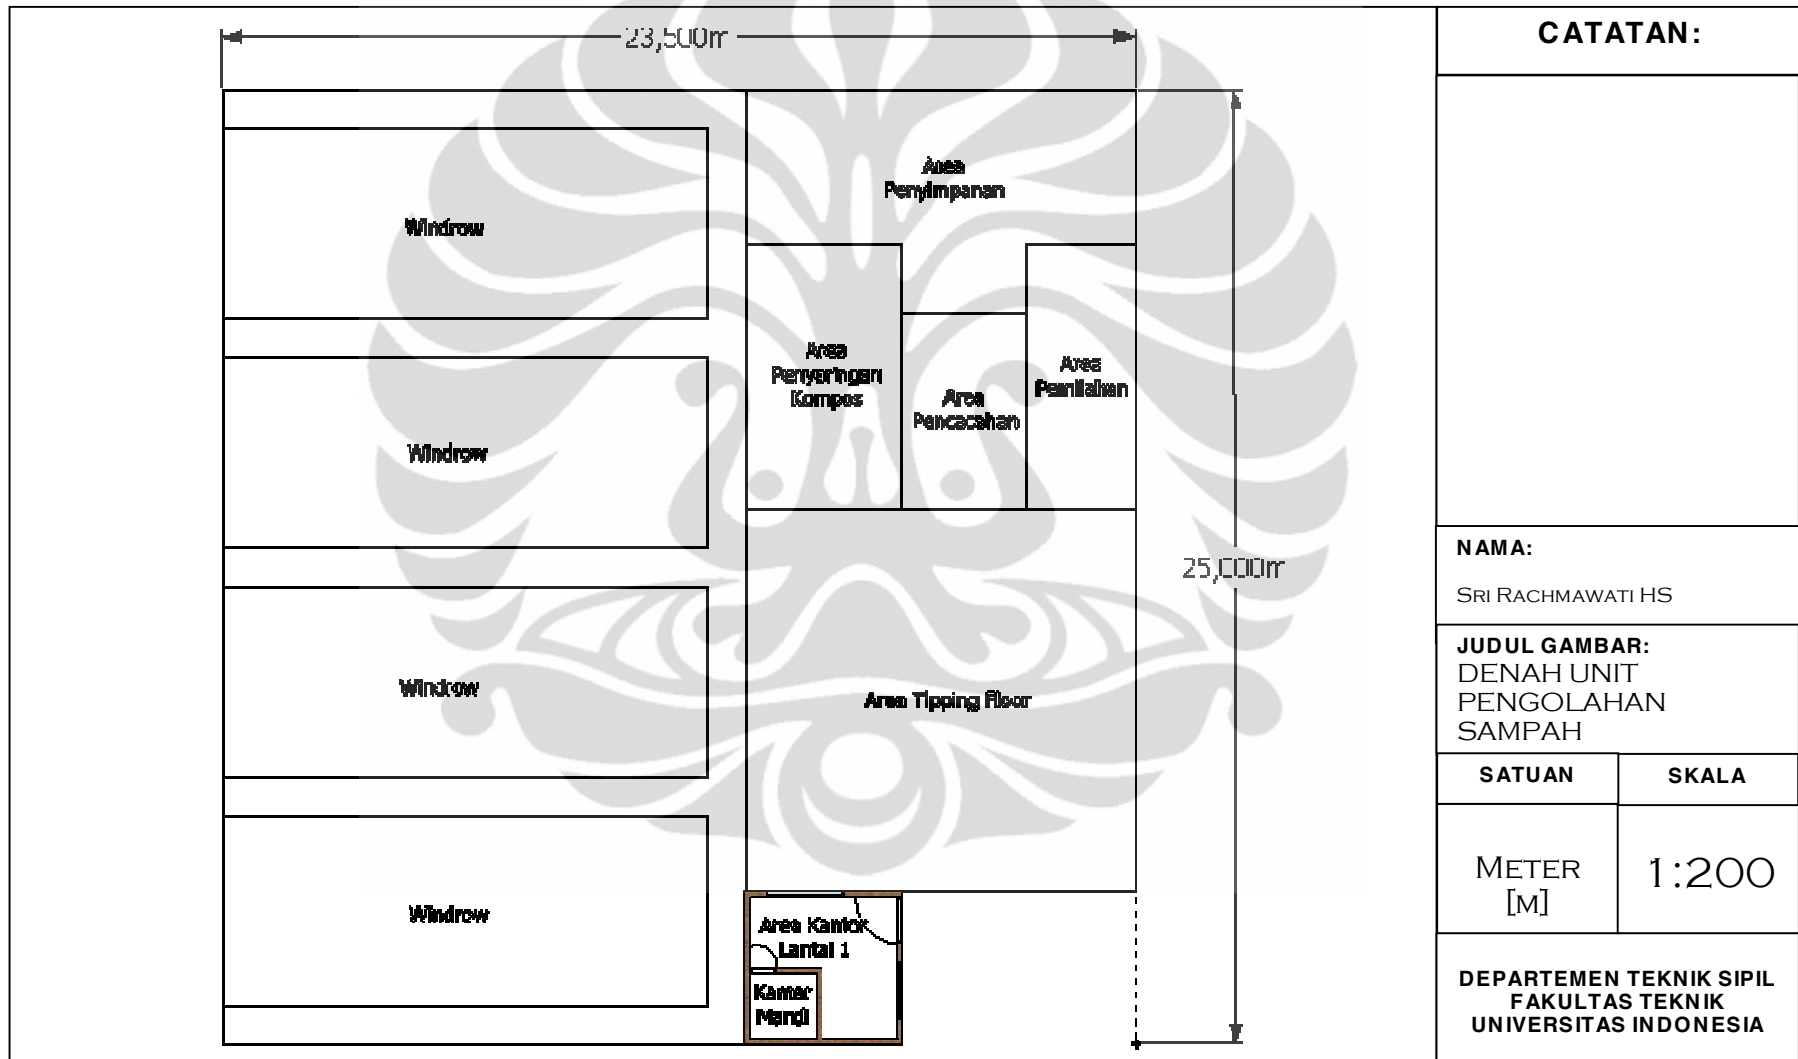 23,500m
CATATAN:
Area
Penyimpanan
Windrow
Area
Penyaringan
Kompos
Area
Pemilahan
Area
Pencacahan
Windrow
25,000m
NAMA:
SRI RACHMAWATI HS
JUDUL GAMBAR:
DENAH UNIT
PENGOLAHAN
SAMPAH
Windrow
Area Tipping Floor
SATUAN
SKALA
METER
[M]
1:200
Windrow
Area Kantor
Lantai 1
Kamar
Mandi
DEPARTEMEN TEKNIK SIPIL
FAKULTAS TEKNIK
UNIVERSITAS INDONESIA